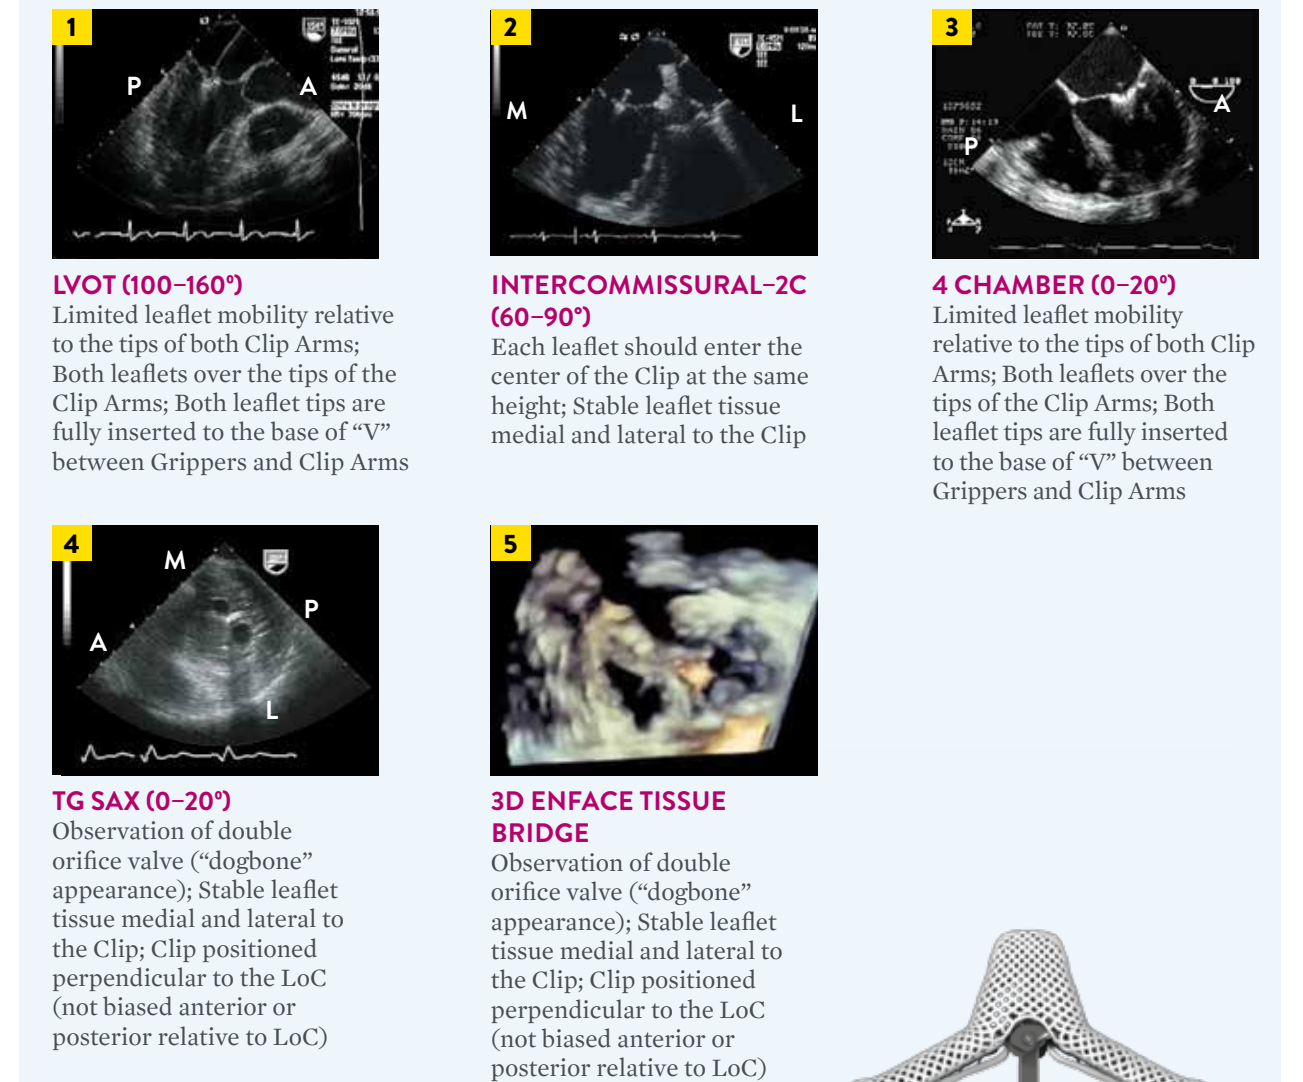 1
P
A
LVOT (100–160º)
Limited leaflet mobility relative
to the tips of both Clip Arms;
Both leaflets over the tips of the
Clip Arms; Both leaflet tips are
fully inserted to the base of “V”
between Grippers and Clip Arms
2
M
L
INTERCOMMISSURAL–2C
(60–90º)
Each leaflet should enter the
center of the Clip at the same
height; Stable leaflet tissue
medial and lateral to the Clip
3
A
P
4 CHAMBER (0–20º)
Limited leaflet mobility
relative to the tips of both Clip
Arms; Both leaflets over the
tips of the Clip Arms; Both
leaflet tips are fully inserted
to the base of “V” between
Grippers and Clip Arms
4
M
P
A
L
TG SAX (0–20º)
Observation of double
orifice valve (“dogbone”
appearance); Stable leaflet
tissue medial and lateral to
the Clip; Clip positioned
perpendicular to the LoC
(not biased anterior or
posterior relative to LoC)
5
3D ENFACE TISSUE
BRIDGE
Observation of double
orifice valve (“dogbone”
appearance); Stable leaflet
tissue medial and lateral to
the Clip; Clip positioned
perpendicular to the LoC
(not biased anterior or
posterior relative to LoC)